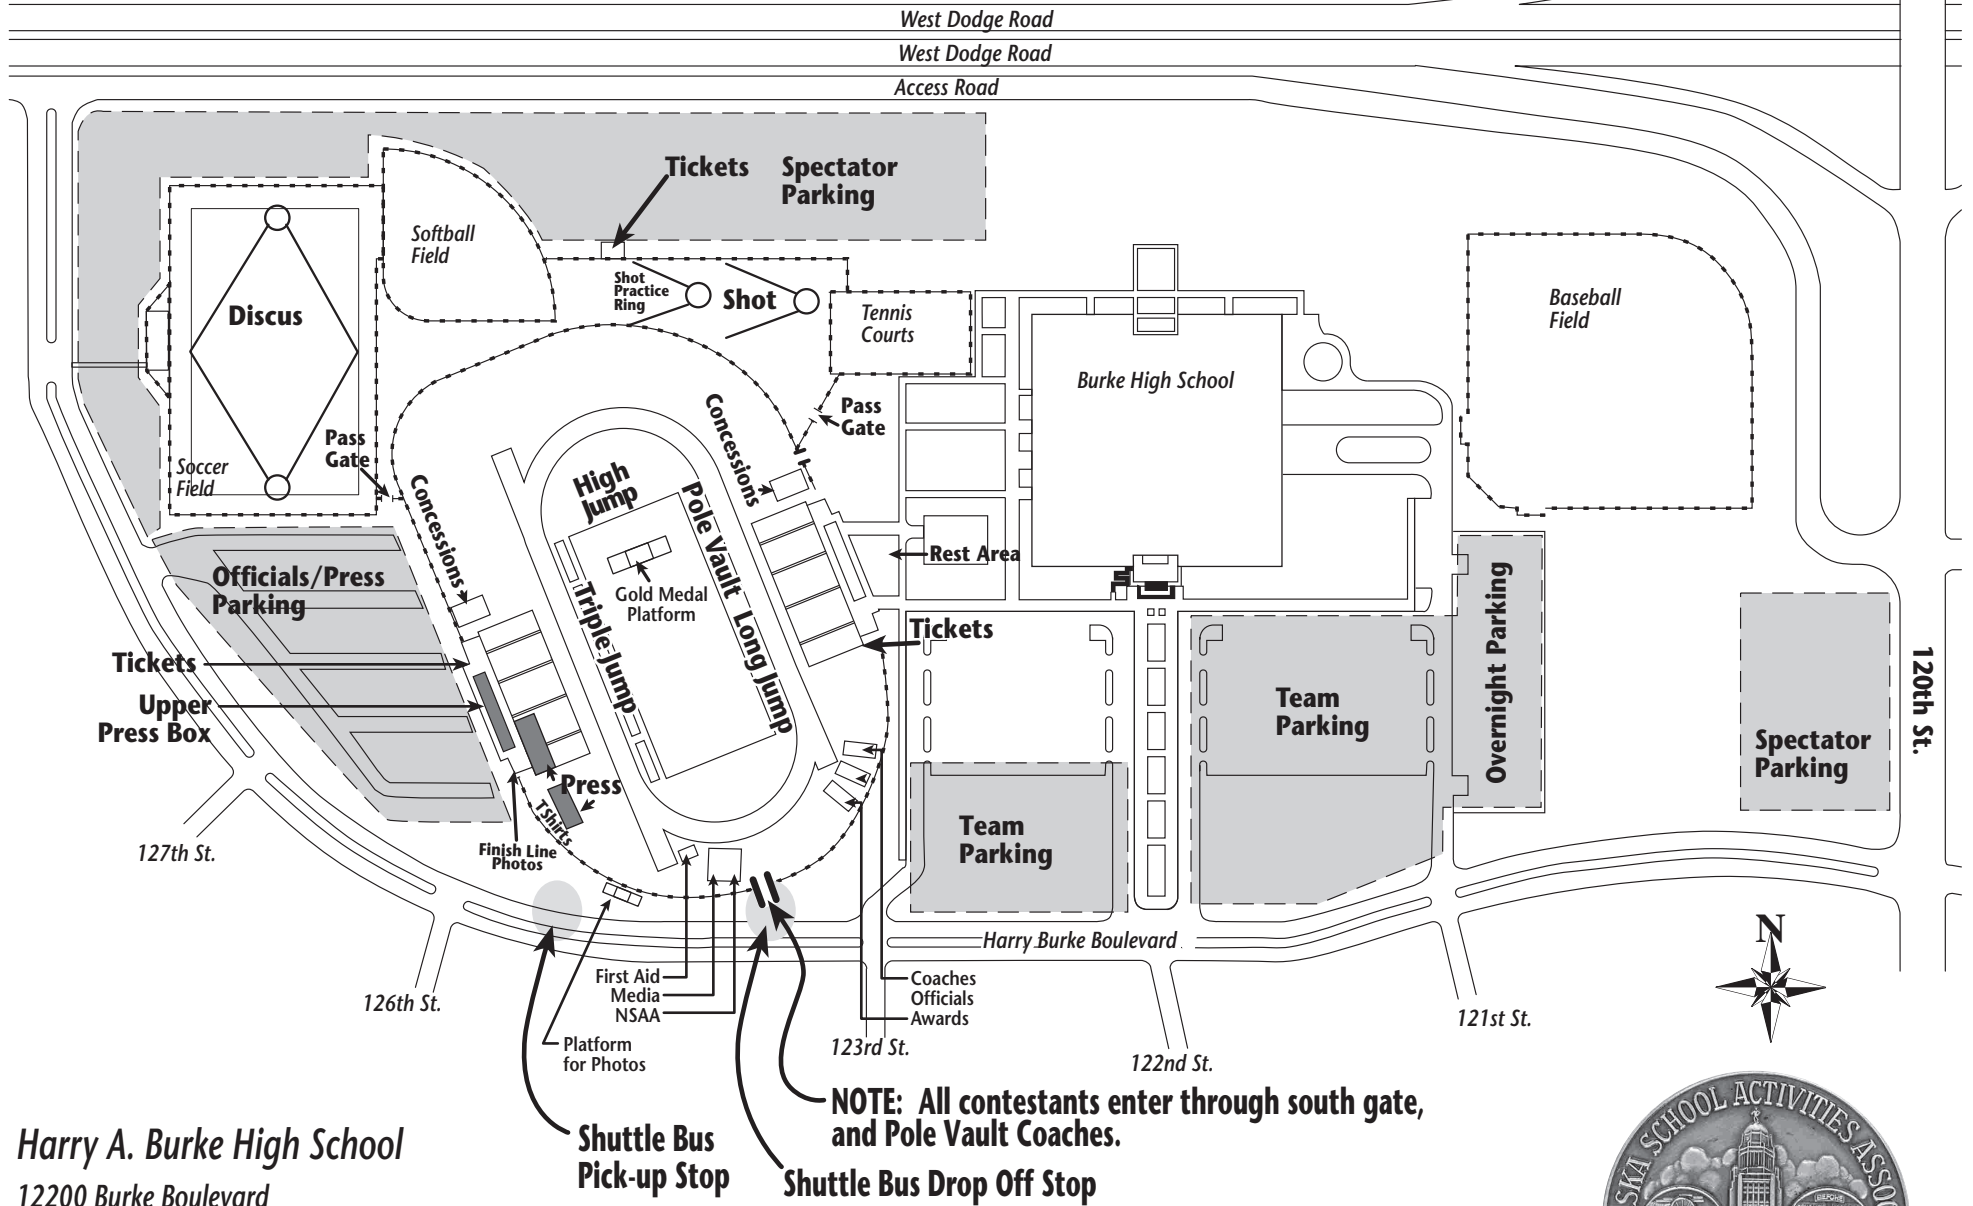 West Dodge Road
West Dodge Road
Access Road
Tickets
Spectator
Parking
Softball
Field
Shot
Practice
Ring
Shot
Discus
Tennis
Courts
Baseball
Field
Burke High School
Pass
Gate
Concessions
Pass
Gate
Soccer
Field
Concessions
High
Jump
Pole Vault
Long Jump
Triple Jump
Gold Medal
Platform
Rest Area
Officials/Press
Parking
Tickets
Tickets
Upper
Press Box
Press
TShirts
Finish Line
Photos
Team
Parking
Overnight Parking
Spectator
Parking
120th St.
Team
Parking
127th St.
126th St.
Harry Burke Boulevard
N
First Aid
Media
NSAA
Coaches
Officials
Awards
Platform
for Photos
123rd St.
122nd St.
121st St.
NOTE: All contestants enter through south gate,
and Pole Vault Coaches.
Shuttle Bus
Pick-up Stop
Shuttle Bus Drop Off Stop
Harry A. Burke High School
12200 Burke Boulevard
SKA SCHOOL ACTIVITIES ASSOC